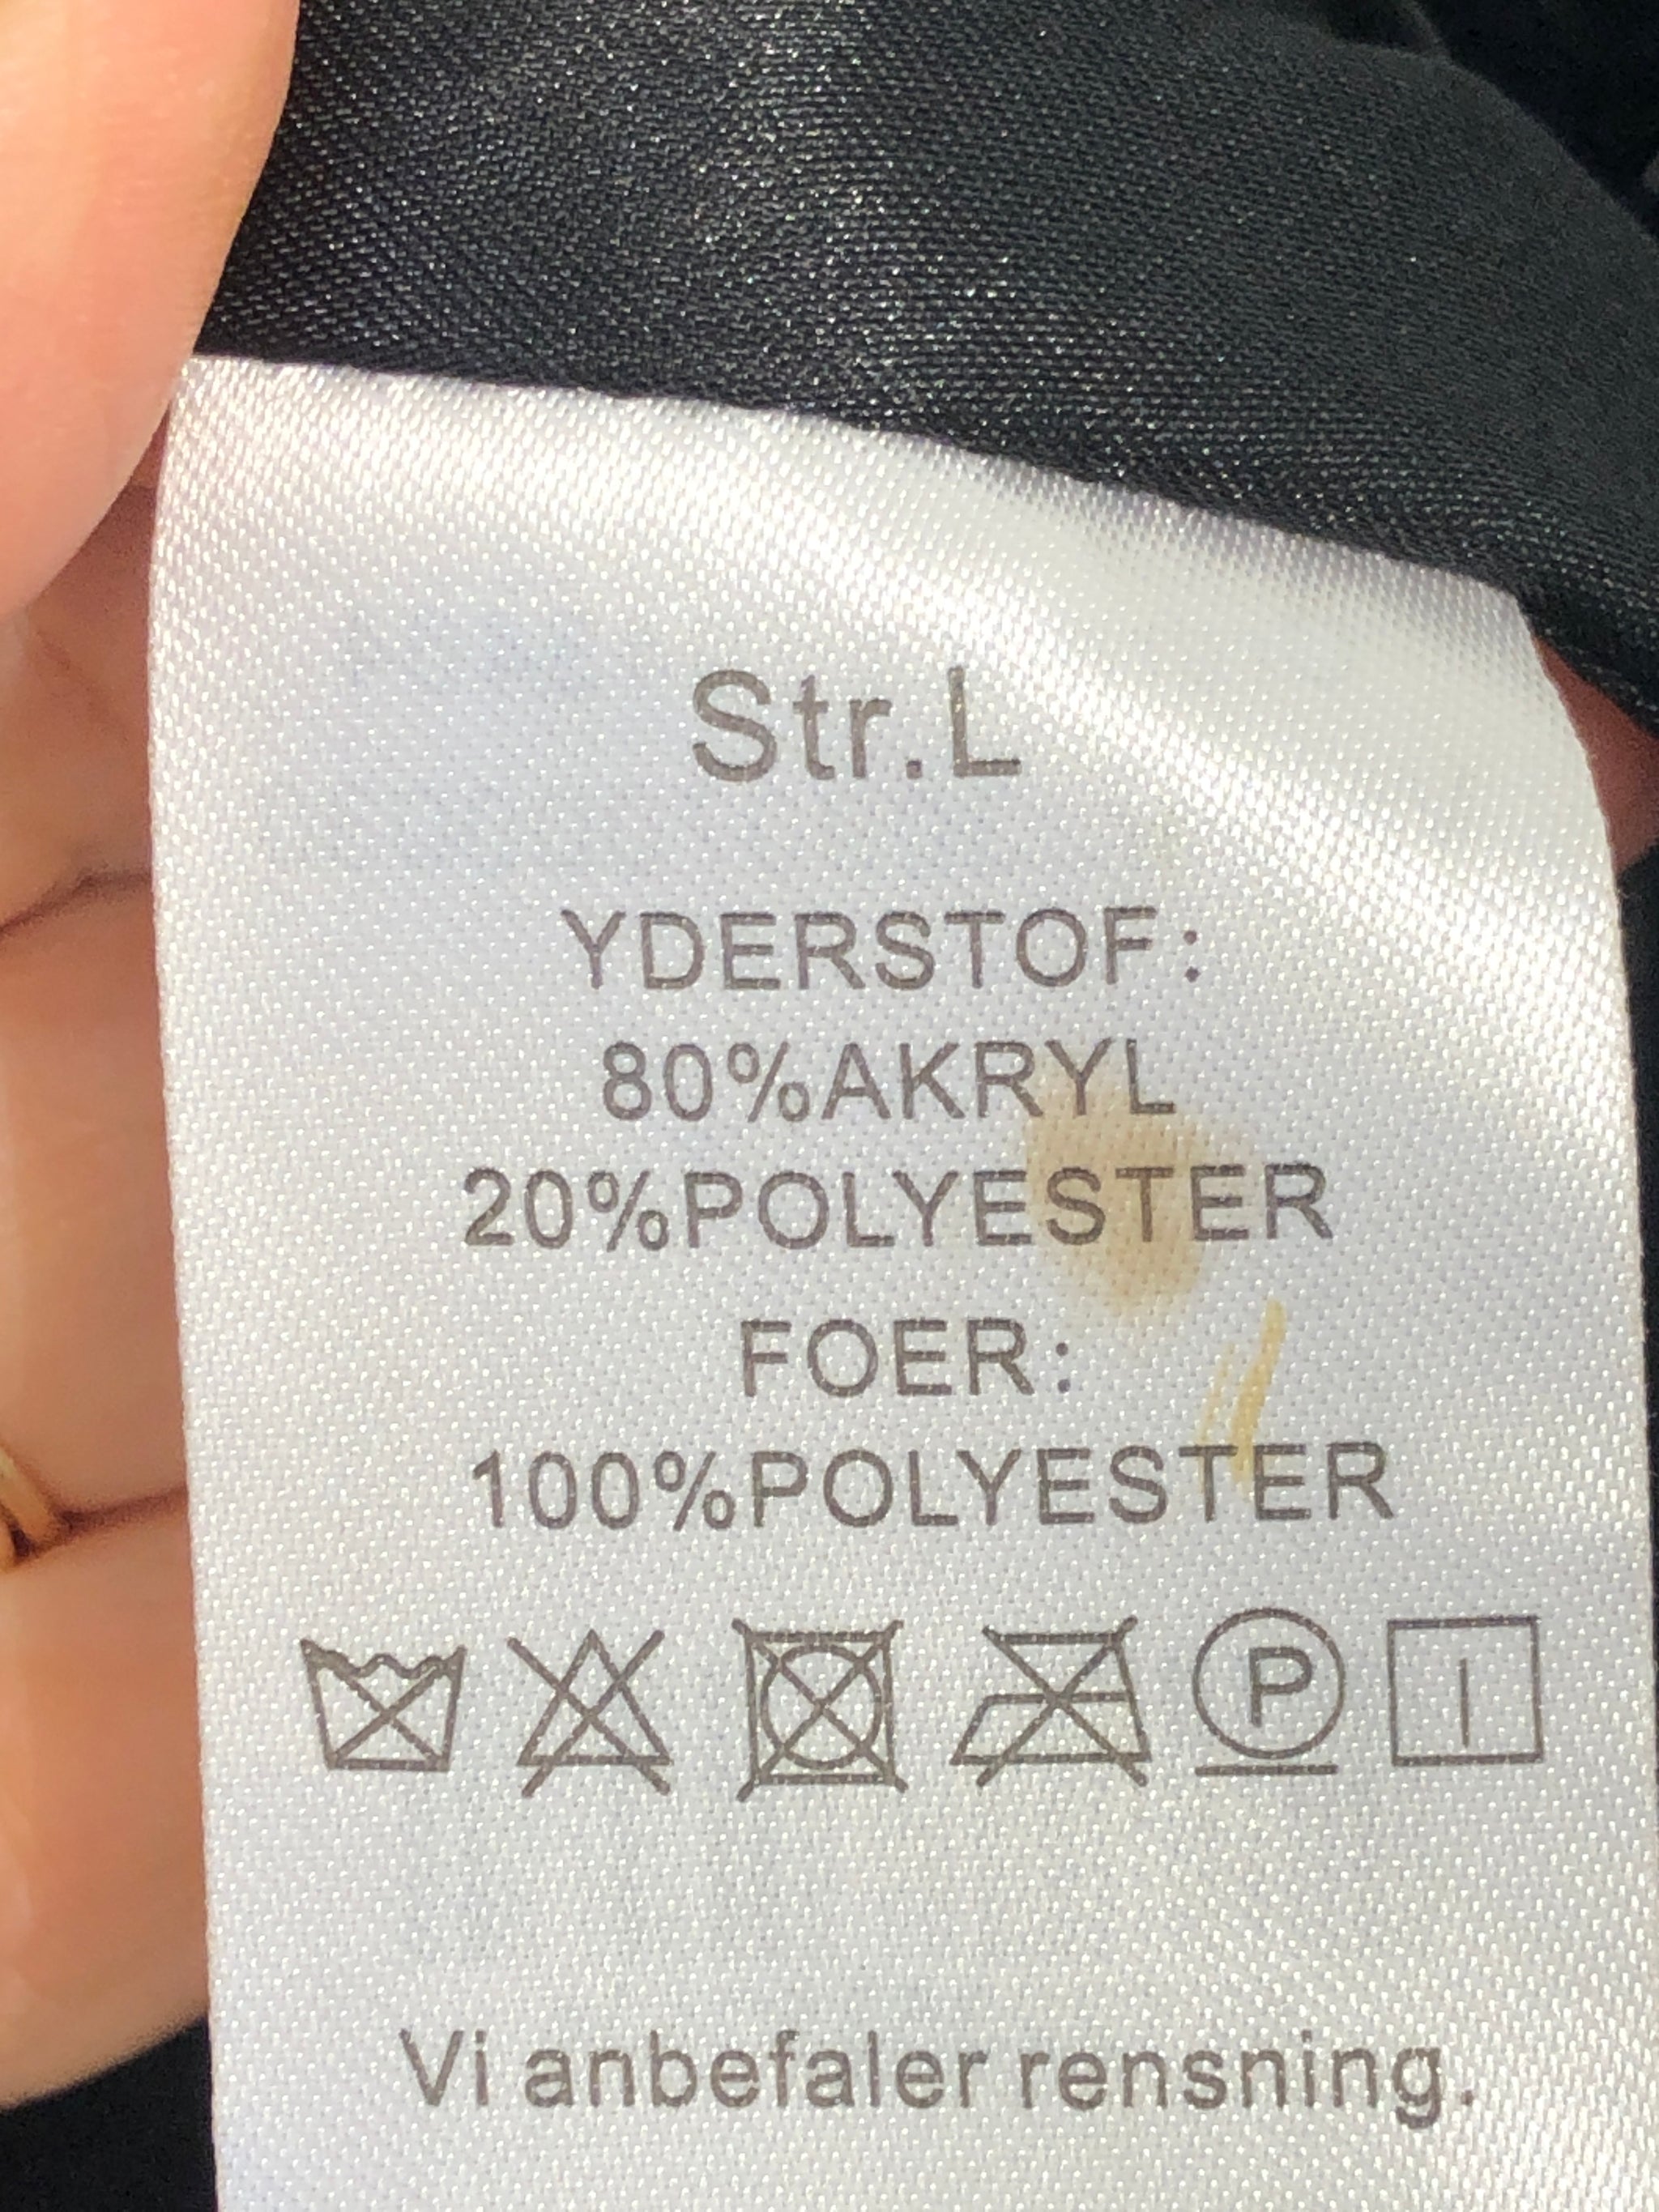 Str.L
YDERSTOF:
80%AKRYL
20%POLYESTER
FOER:
100%POLYESTER
P
Vi anbefaler rensning.